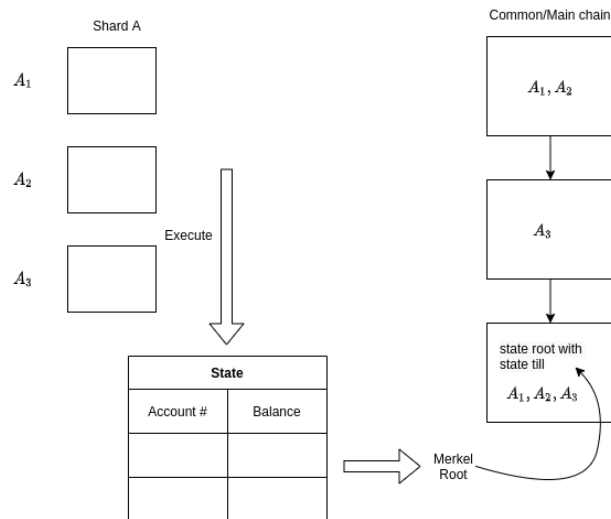 Shard A
A₁
A₂
A₃
Execute
State
Account #
Balance
Merkel
Root
Common/Main chain
A₁, A₂
A₃
state root with
state till
A₁, A₂, A₃